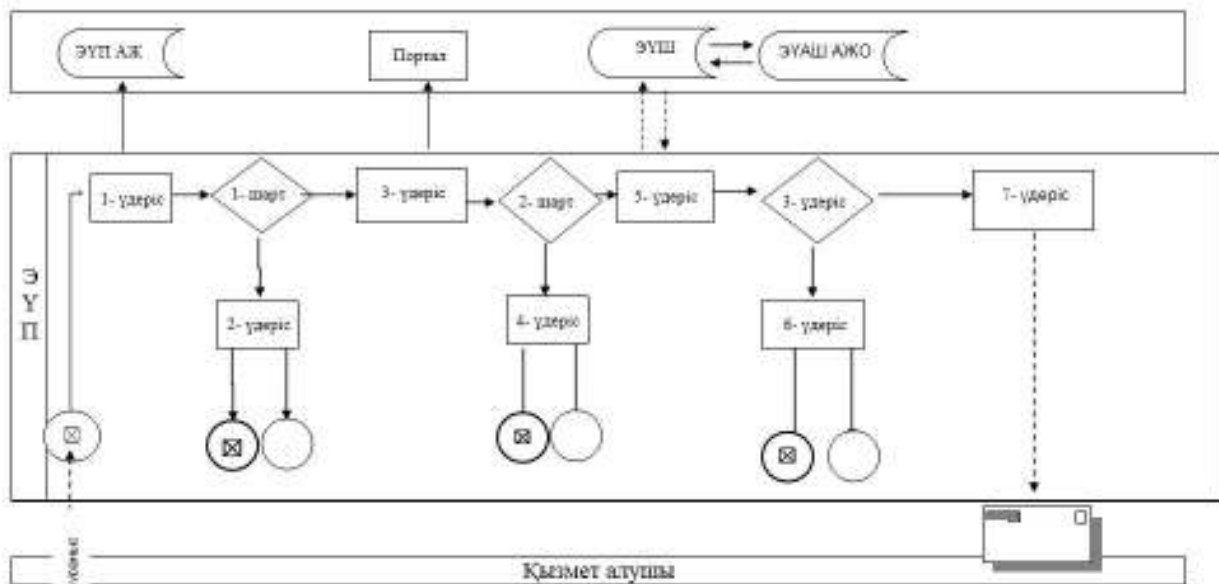 ЭҮП АЖ
Портал
ЭҮШ
ЭҮАШ АЖО
1- үдеріс
1- шарт
3- үдеріс
2- шарт
5- үдеріс
3- үдеріс
7- үдеріс
ЭҮП
2- үдеріс
4- үдеріс
6- үдеріс
Қызмет алушы